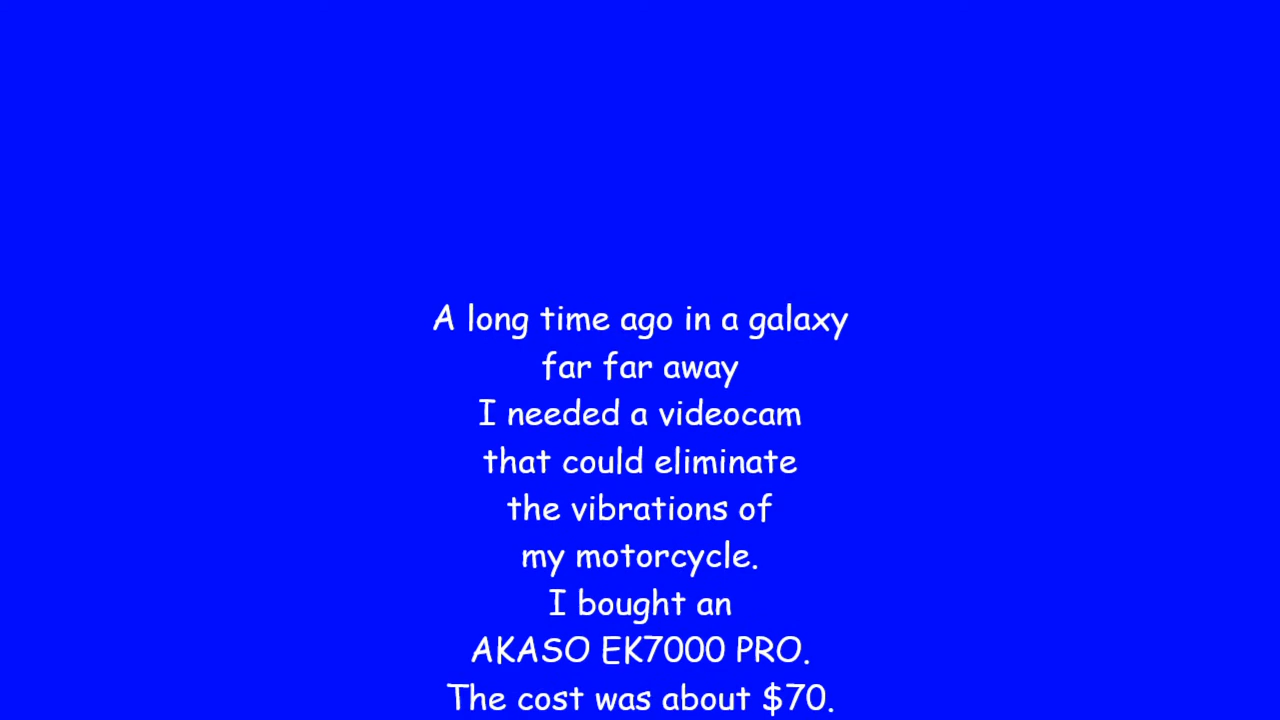 A long time ago in a galaxy
far far away
I needed a videocam
that could eliminate
the vibrations of
my motorcycle.
I bought an
AKASO EK7000 PRO.
The cost was about $70.